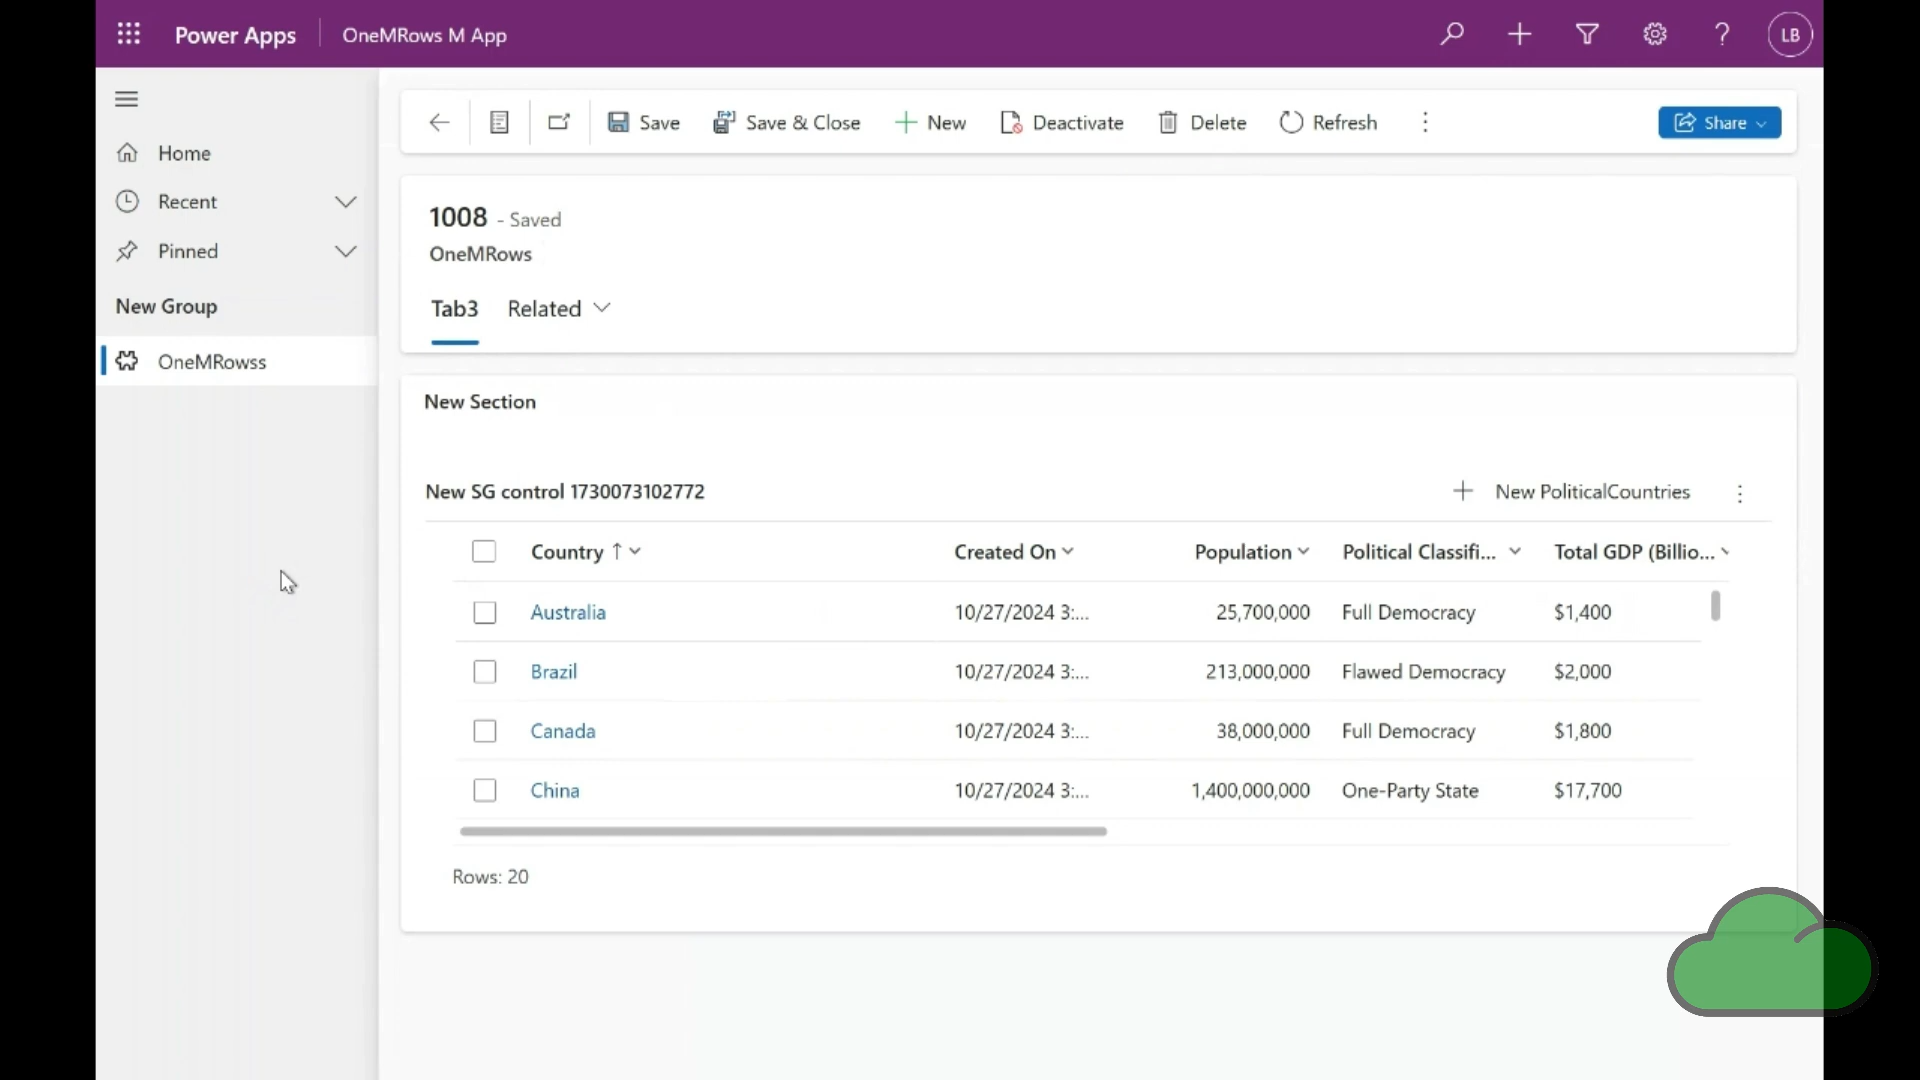 Power Apps
OneMRows M App
?
LB
Save
Save & Close
New
Deactivate
Delete
Refresh
Share
Home
Recent
Pinned
New Group
OneMRowss
1008 - Saved
OneMRows
Tab3
Related
New Section
New SG control 1730073102772
New PoliticalCountries
Country ↑ Created On Population Political Classifi... Total GDP (Billio...
Australia 10/27/2024 3:... 25,700,000 Full Democracy $1,400
Brazil 10/27/2024 3:... 213,000,000 Flawed Democracy $2,000
Canada 10/27/2024 3:... 38,000,000 Full Democracy $1,800
China 10/27/2024 3:... 1,400,000,000 One-Party State $17,700
Rows: 20